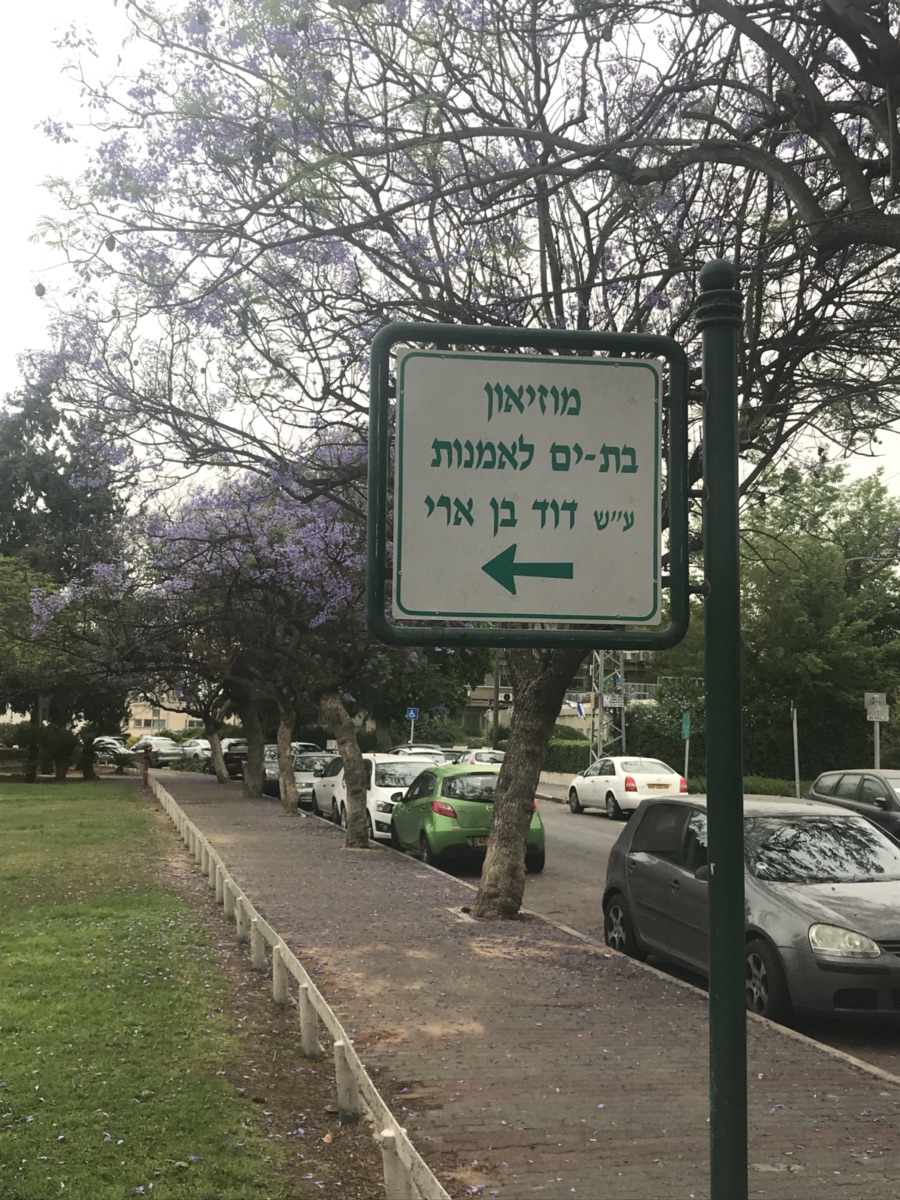 מוזיאון
בת-ים לאמנות
ע״ש דוד בן ארי